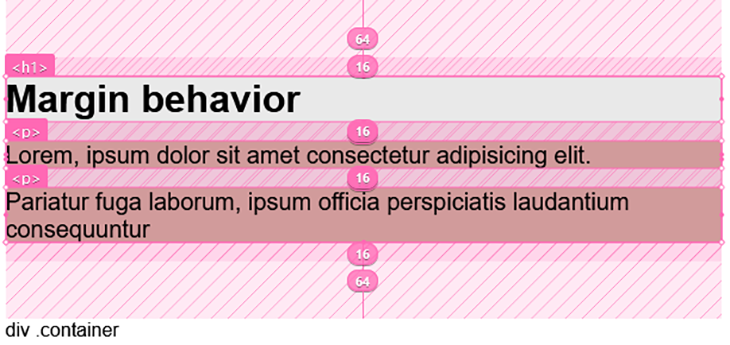 64
<h1> 16
Margin behavior
<p> 16
Lorem, ipsum dolor sit amet consectetur adipisicing elit.
<p> 16
Pariatur fuga laborum, ipsum officia perspiciatis laudantium
consequuntur
16
64
div .container